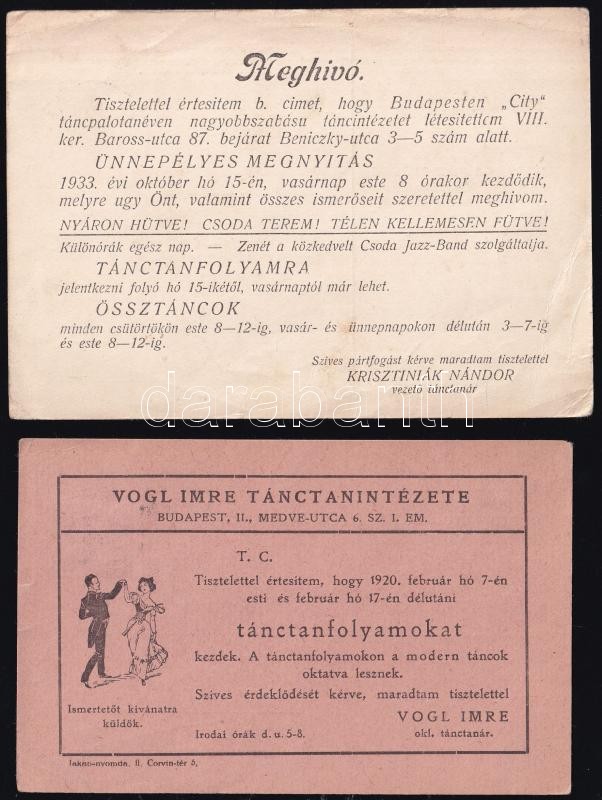 Meghivó.
Tisztelettel értesitem b. cimet, hogy Budapesten „City"
táncpalotanéven nagyobbszabásu táncintézetet létesitettem VIII.
ker. Baross-utca 87. bejárat Beniczky-utca 3—5 szám alatt.
ÜNNEPÉLYES MEGNYITÁS
1933. évi október hó 15-én, vasárnap este 8 órakor kezdődik,
melyre ugy Önt, valamint összes ismerőseit szeretettel meghivom.
NYÁRON HÜTVE! CSODA TEREM! TÉLEN KELLEMESEN FÜTVE!
Különórák egész nap. — Zenét a közkedvelt Csoda Jazz-Band szolgáltatja.
TÁNCTANFOLYAMRA
jelentkezni folyó hó 15-ikétől, vasárnaptól már lehet.
ÖSSZTÁNCOK
minden csütörtökön este 8—12-ig, vasár- és ünnepnapokon délután 3—7-ig
és este 8—12-ig.
Szives pártfogást kérve maradtam tisztelettel
KRISZTINIÁK NÁNDOR
vezető tánctanár
darabanth
VOGL IMRE TÁNCTANINTÉZETE
BUDAPEST, II., MEDVE-UTCA 6. SZ. I. EM.
T. C.
Tisztelettel értesitem, hogy 1920. február hó 7-én
esti és február hó 17-én délutáni
tánctanfolyamokat
kezdek. A tánctanfolyamokon a modern táncok
oktatva lesznek.
Szives érdeklődését kérve, maradtam tisztelettel
VOGL IMRE
okl. tánctanár.
Irodai órák d. u. 5-8.
Ismertetőt kivánatra
küldök.
Jakab-nyomda, II. Corvin-tér 5,